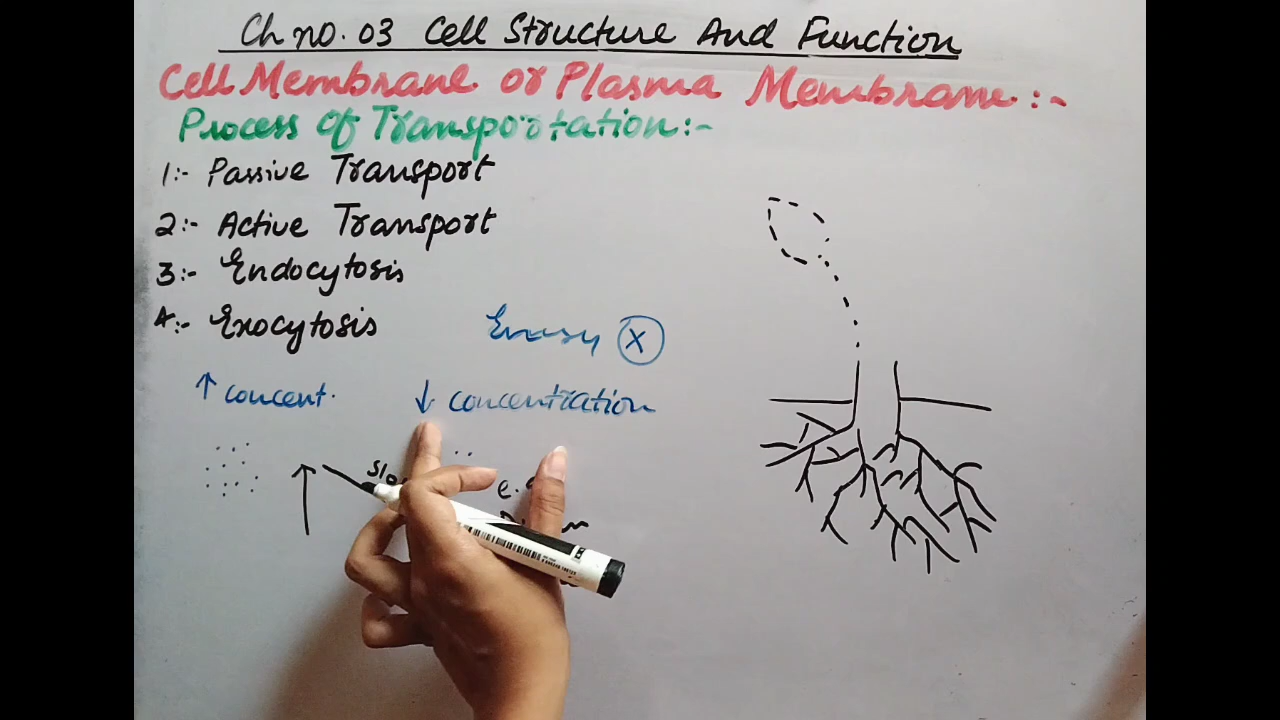 Ch no. 03 Cell Structure And Function
Cell Membrane or Plasma Membrane:-
Process of Transportation:-
1:- Passive Transport
2:- Active Transport
3:- Endocytosis
4:- Exocytosis
Energy X
↑ concent. ↓ concentration